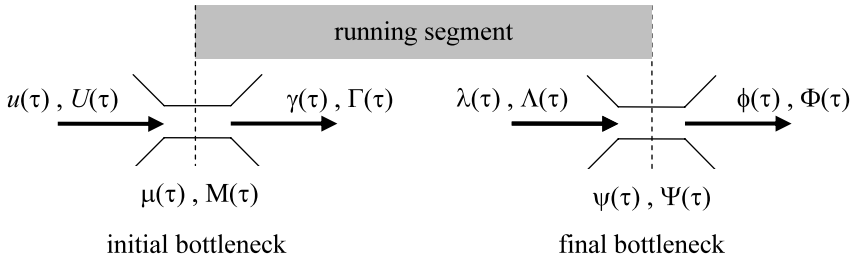 running segment
u(τ) , U(τ)
γ(τ) , Γ(τ)
λ(τ) , Λ(τ)
ϕ(τ) , Φ(τ)
μ(τ) , M(τ)
ψ(τ) , Ψ(τ)
initial bottleneck
final bottleneck